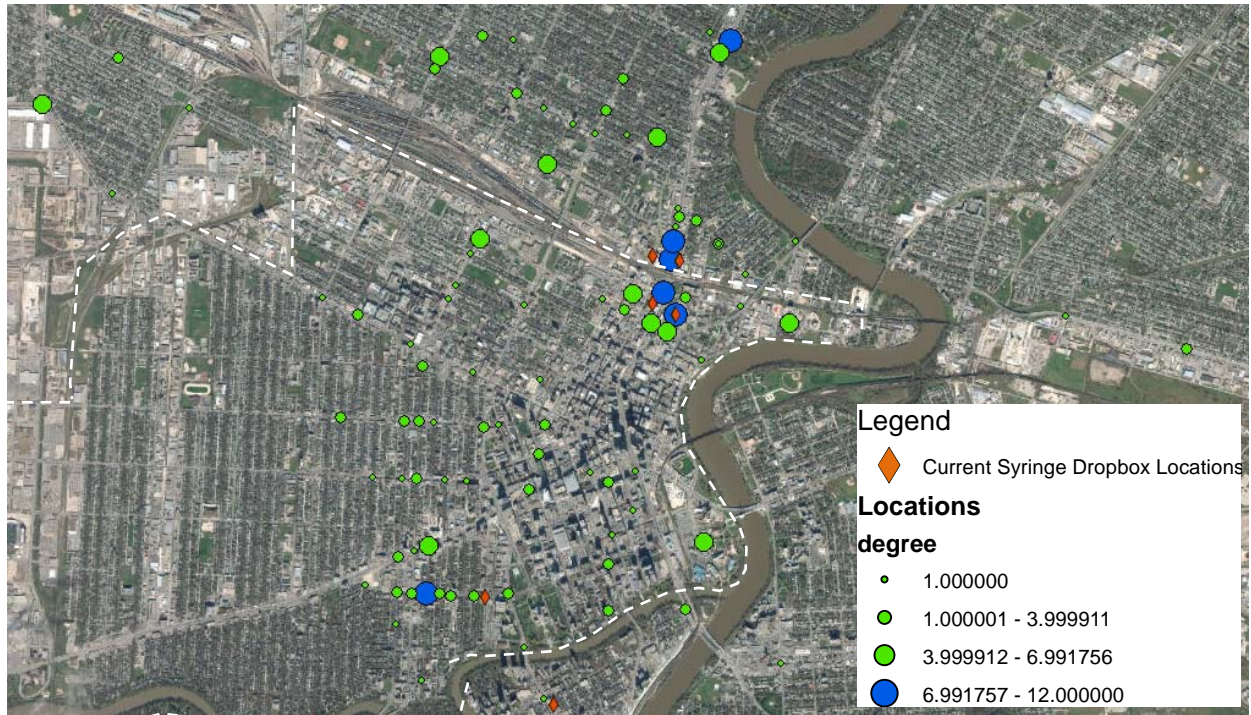 Legend
Current Syringe Dropbox Locations
Locations
degree
1.000000
1.000001 - 3.999911
3.999912 - 6.991756
6.991757 - 12.000000